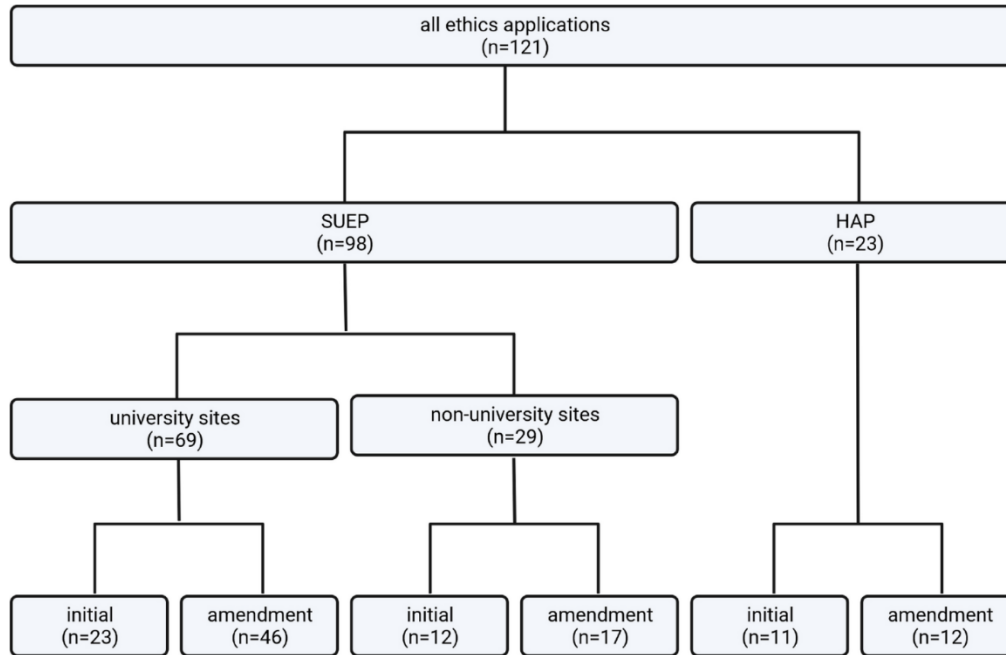 all ethics applications
(n=121)
SUEP
(n=98)
HAP
(n=23)
university sites
(n=69)
non-university sites
(n=29)
initial
(n=23)
amendment
(n=46)
initial
(n=12)
amendment
(n=17)
initial
(n=11)
amendment
(n=12)